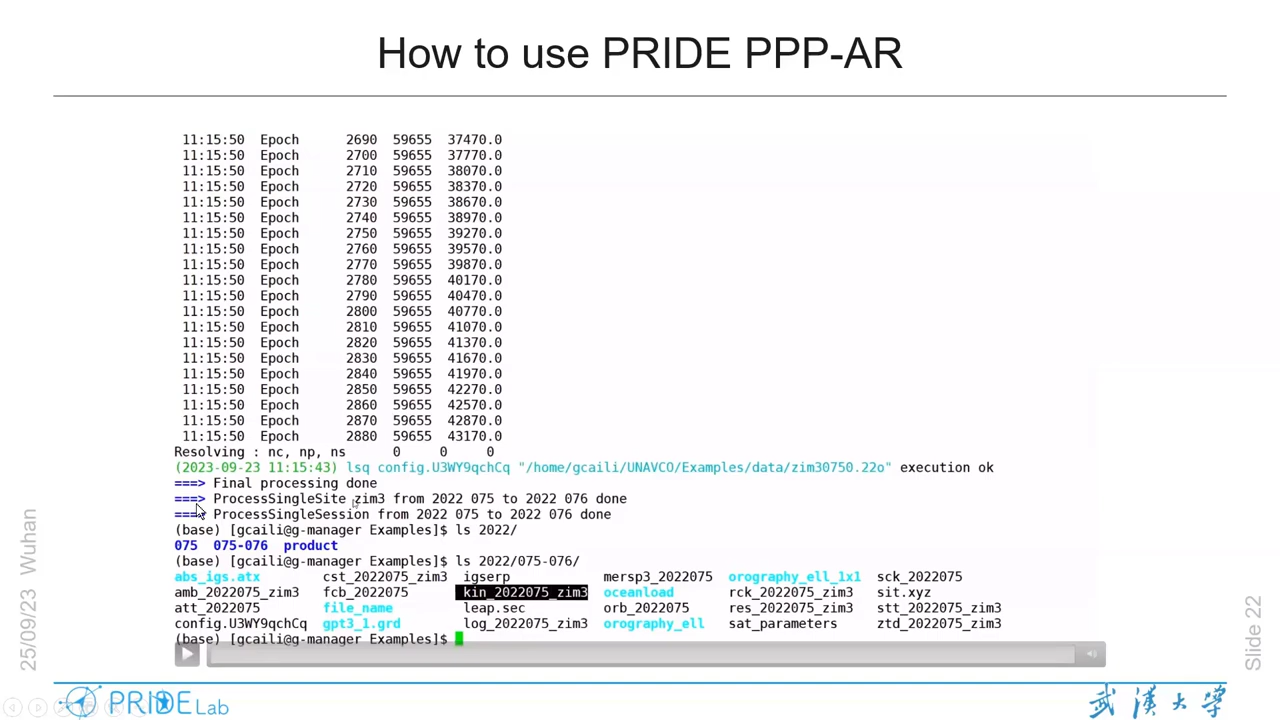 How to use PRIDE PPP-AR
11:15:50 Epoch 2690 59655 37470.0
11:15:50 Epoch 2700 59655 37770.0
11:15:50 Epoch 2710 59655 38070.0
11:15:50 Epoch 2720 59655 38370.0
11:15:50 Epoch 2730 59655 38670.0
11:15:50 Epoch 2740 59655 38970.0
11:15:50 Epoch 2750 59655 39270.0
11:15:50 Epoch 2760 59655 39570.0
11:15:50 Epoch 2770 59655 39870.0
11:15:50 Epoch 2780 59655 40170.0
11:15:50 Epoch 2790 59655 40470.0
11:15:50 Epoch 2800 59655 40770.0
11:15:50 Epoch 2810 59655 41070.0
11:15:50 Epoch 2820 59655 41370.0
11:15:50 Epoch 2830 59655 41670.0
11:15:50 Epoch 2840 59655 41970.0
11:15:50 Epoch 2850 59655 42270.0
11:15:50 Epoch 2860 59655 42570.0
11:15:50 Epoch 2870 59655 42870.0
11:15:50 Epoch 2880 59655 43170.0
Resolving : nc, np, ns 0 0 0
(2023-09-23 11:15:43) lsq config.U3WY9qchCq "/home/gcaili/UNAVCO/Examples/data/zim30750.22o" execution ok
===> Final processing done
===> ProcessSingleSite zim3 from 2022 075 to 2022 076 done
===> ProcessSingleSession from 2022 075 to 2022 076 done
(base) [gcaili@g-manager Examples]$ ls 2022/
075 075-076 product
(base) [gcaili@g-manager Examples]$ ls 2022/075-076/
abs_igs.atx cst_2022075_zim3 igserp mersp3_2022075 orography_ell_1x1 sck_2022075
amb_2022075_zim3 fcb_2022075 kin_2022075_zim3 oceanload rck_2022075_zim3 sit.xyz
att_2022075 file_name leap.sec orb_2022075 res_2022075_zim3 stt_2022075_zim3
config.U3WY9qchCq gpt3_1.grd log_2022075_zim3 orography_ell sat_parameters ztd_2022075_zim3
(base) [gcaili@g-manager Examples]$
25/09/23 Wuhan
Slide 22
PRIDE Lab
武汉大学